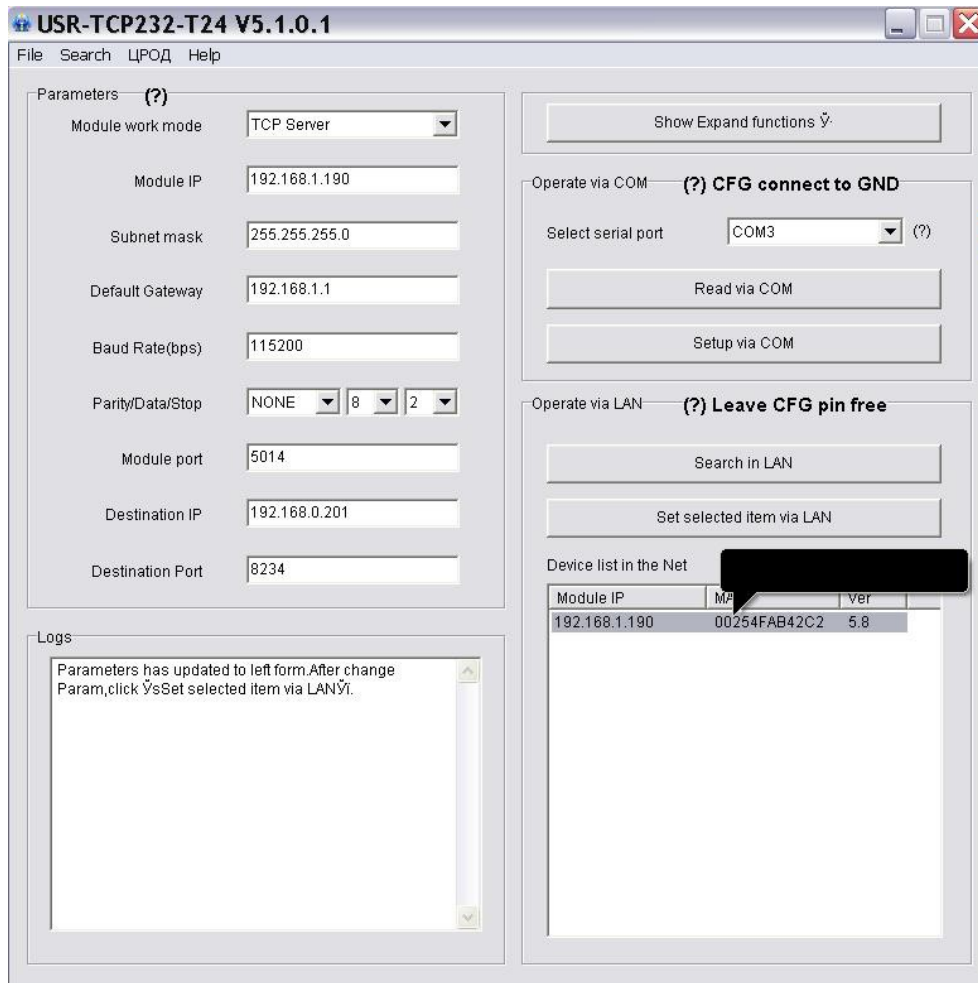 USR-TCP232-T24 V5.1.0.1
File Search ЦРОД Help
Parameters (?)
Module work mode TCP Server
Module IP 192.168.1.190
Subnet mask 255.255.255.0
Default Gateway 192.168.1.1
Baud Rate(bps) 115200
Parity/Data/Stop NONE 8 2
Module port 5014
Destination IP 192.168.0.201
Destination Port 8234
Logs
Parameters has updated to left form.After change
Param,click ЎsSet selected item via LANЎї.
Show Expand functions Ў·
Operate via COM (?) CFG connect to GND
Select serial port COM3 (?)
Read via COM
Setup via COM
Operate via LAN (?) Leave CFG pin free
Search in LAN
Set selected item via LAN
Device list in the Net
Module IP Ver
192.168.1.190 00254FAB42C2 5.8